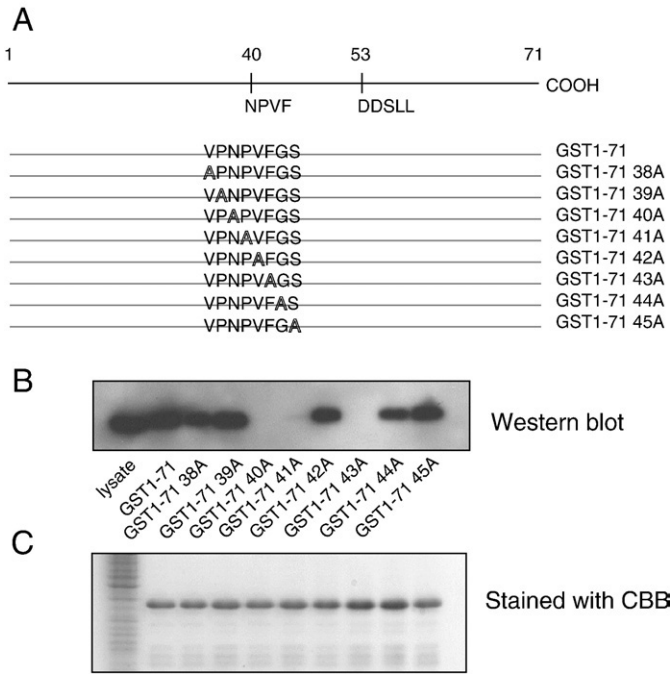 A
1 40 53 71
NPVF DDSLL COOH
VPNPVFGS GST1-71
APNPVFGS GST1-71 38A
VANPVFGS GST1-71 39A
VPAPVFGS GST1-71 40A
VPNAVFGS GST1-71 41A
VPNPAFGS GST1-71 42A
VPNPVAGS GST1-71 43A
VPNPVFAS GST1-71 44A
VPNPVFGA GST1-71 45A
B
Western blot
lysate
GST1-71
GST1-71 38A
GST1-71 39A
GST1-71 40A
GST1-71 41A
GST1-71 42A
GST1-71 43A
GST1-71 44A
GST1-71 45A
C
Stained with CBB